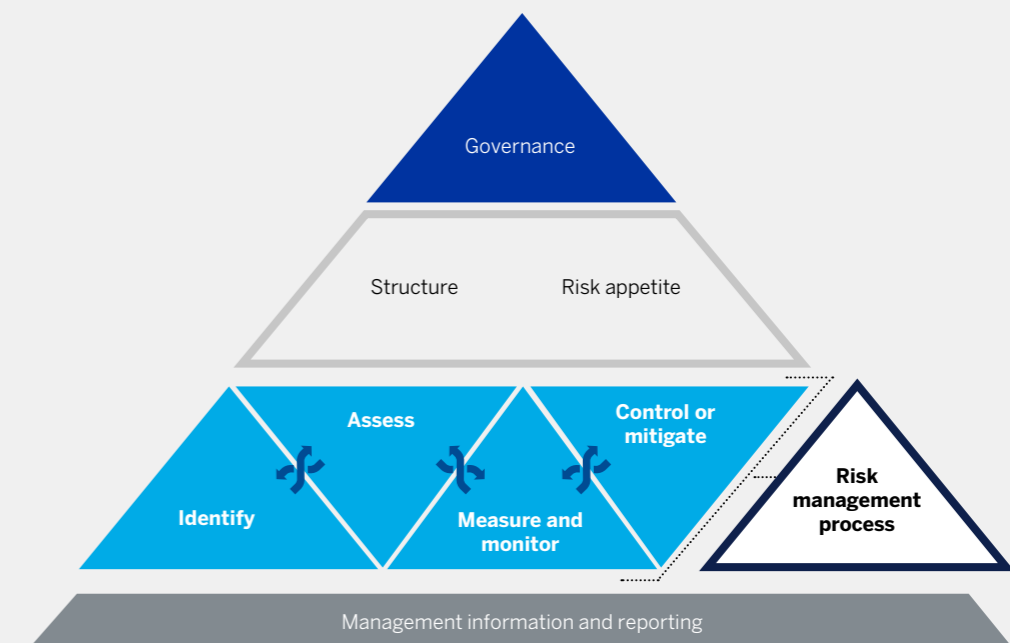 Governance
Structure
Risk appetite
Assess
Control or
mitigate
Identify
Measure and
monitor
Risk
management
process
Management information and reporting